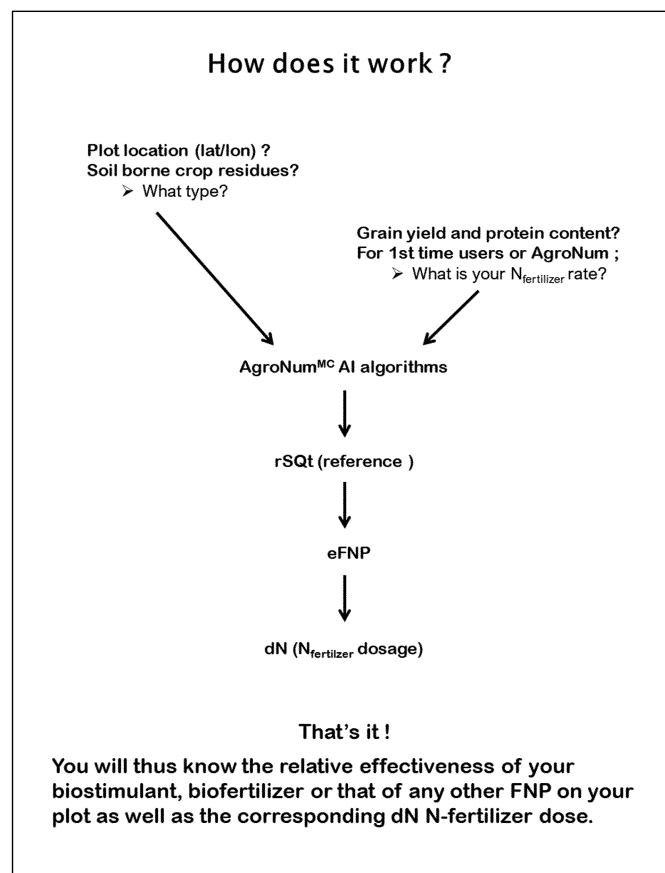 How does it work ?
Plot location (lat/lon) ?
Soil borne crop residues?
➢ What type?
Grain yield and protein content?
For 1st time users or AgroNum ;
➢ What is your Nfertilizer rate?
AgroNumMC AI algorithms
rSQt (reference )
eFNP
dN (Nfertilzer dosage)
That's it !
You will thus know the relative effectiveness of your
biostimulant, biofertilizer or that of any other FNP on your
plot as well as the corresponding dN N-fertilizer dose.